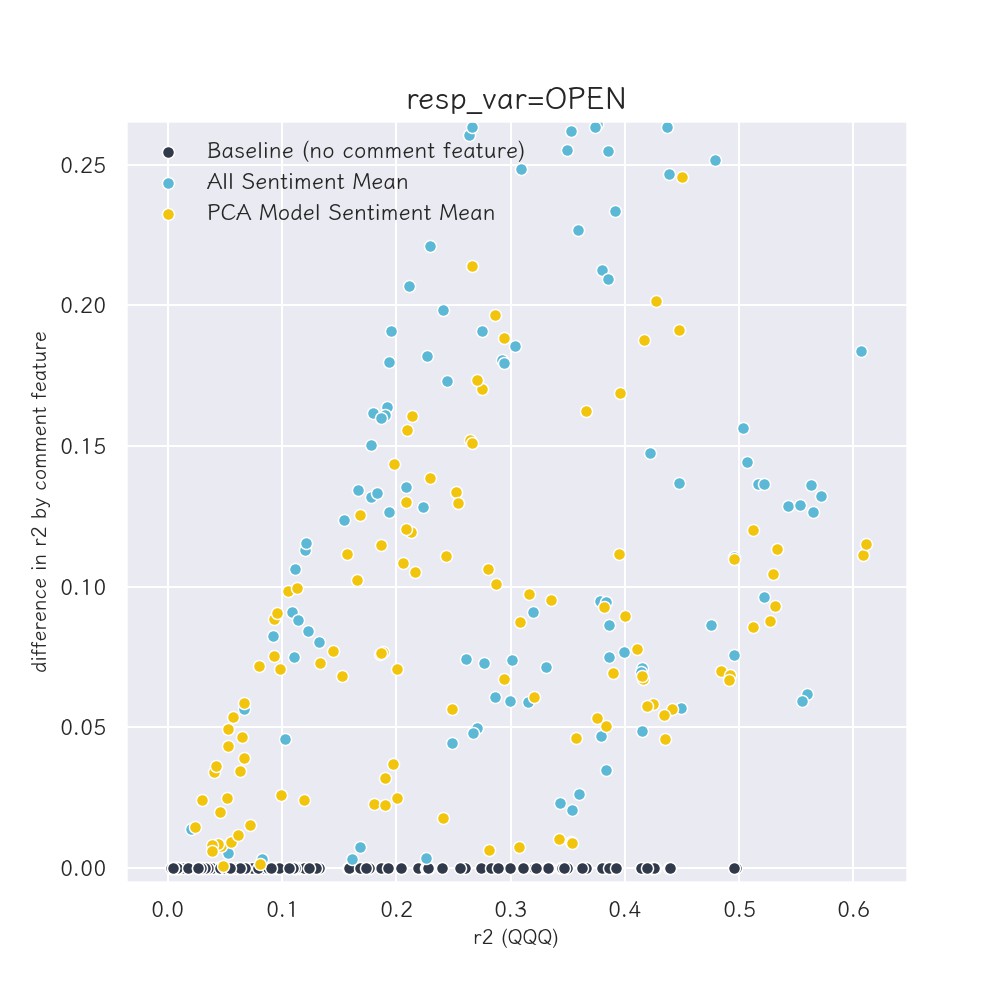 resp_var=OPEN
Baseline (no comment feature)
All Sentiment Mean
PCA Model Sentiment Mean
difference in r2 by comment feature
0.25
0.20
0.15
0.10
0.05
0.00
0.0 0.1 0.2 0.3 0.4 0.5 0.6
r2 (QQQ)